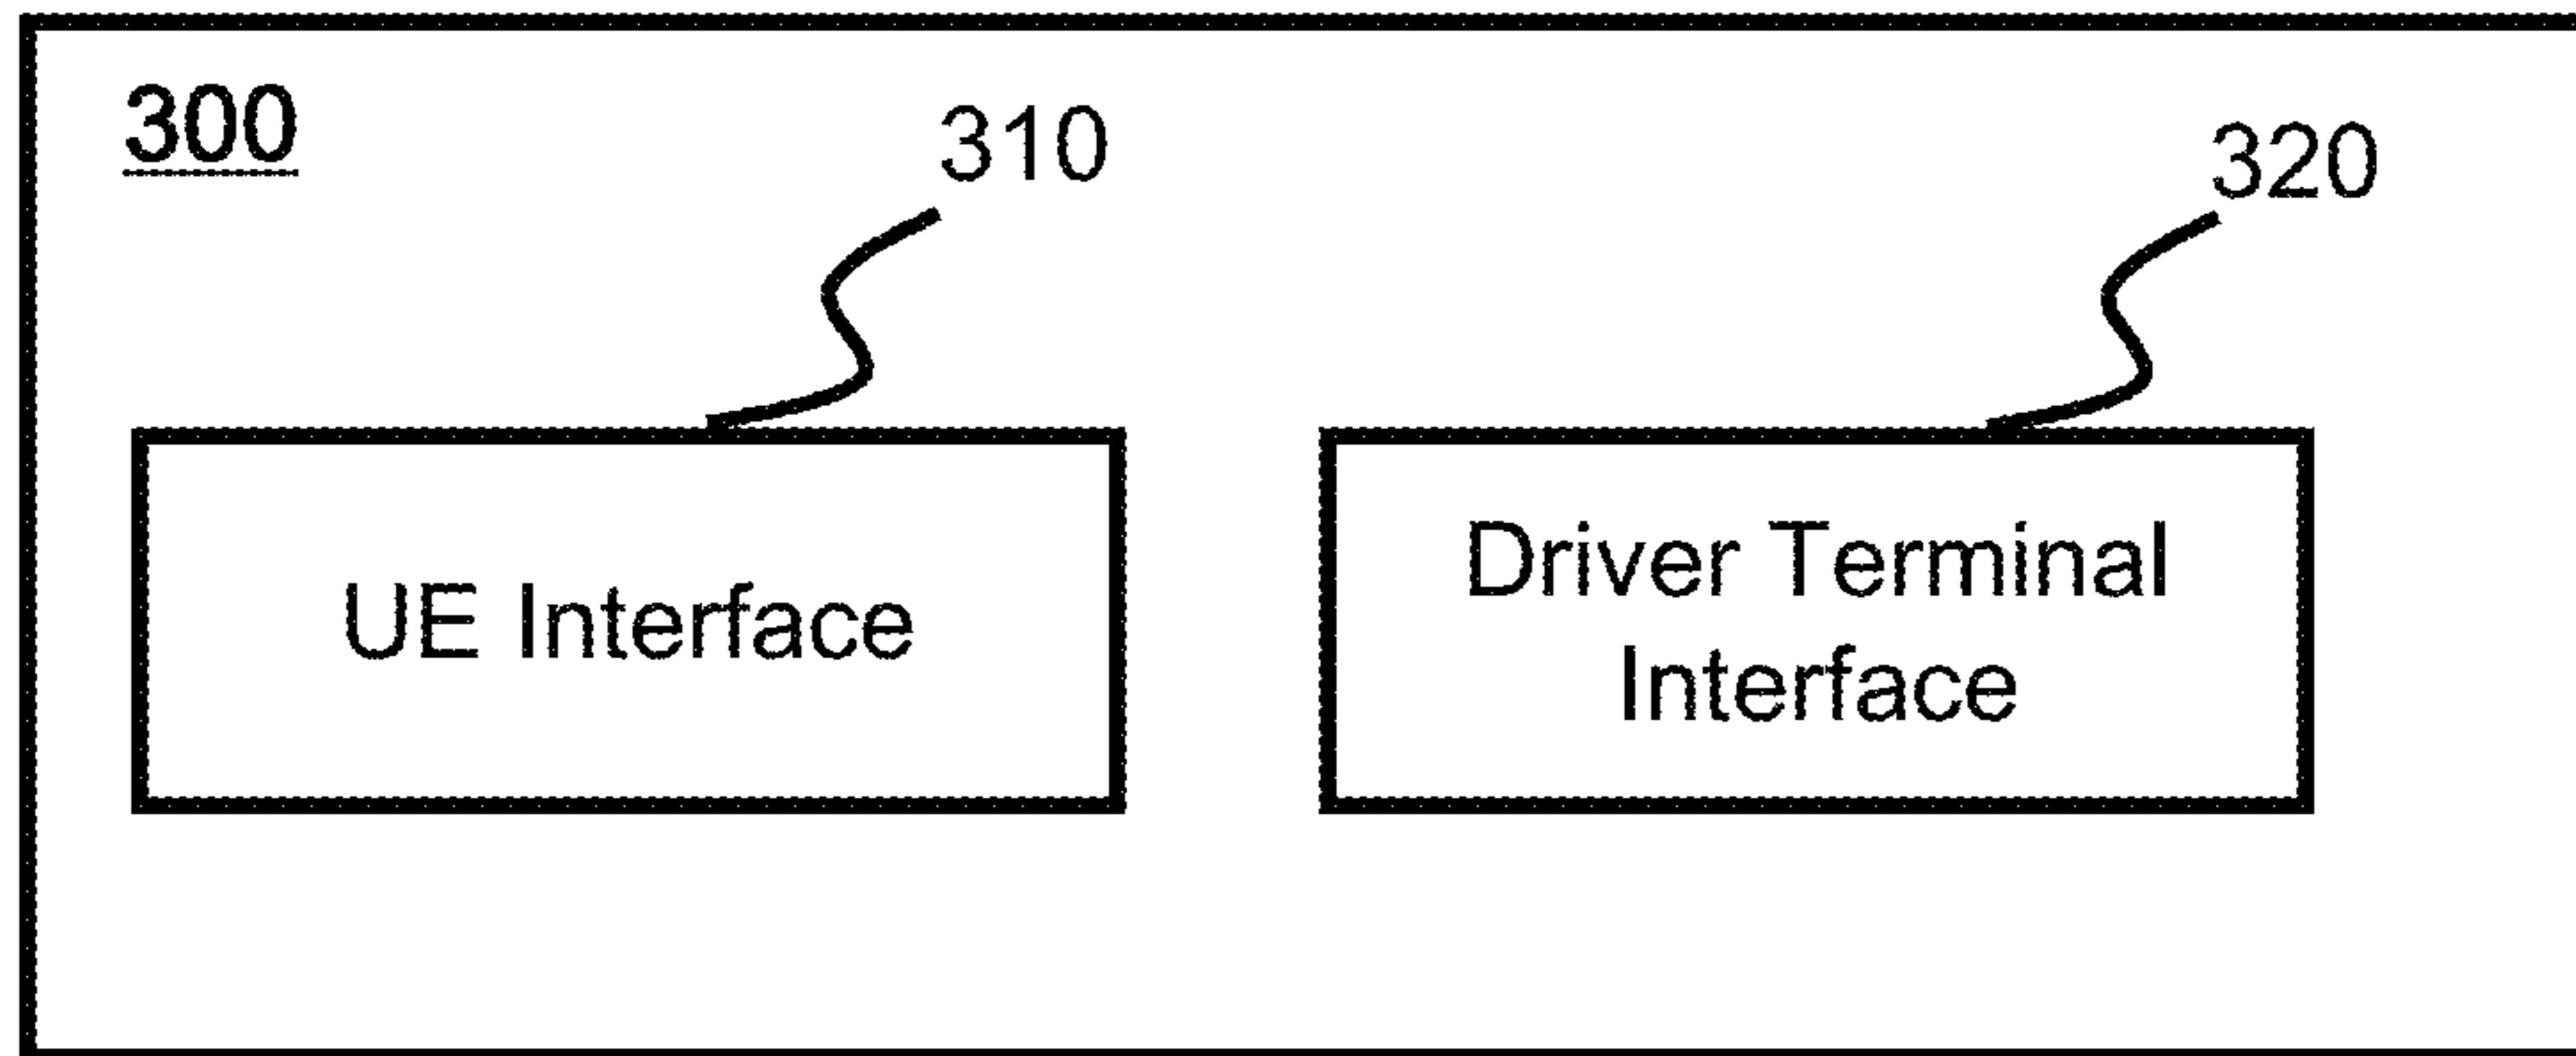 300
310
320
UE Interface
Driver Terminal
Interface